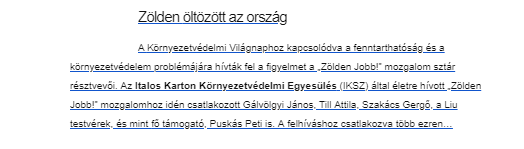 Zölden öltözött az ország
A Környezetvédelmi Világnaphoz kapcsolódva a fenntarthatóság és a
környezetvédelem problémájára hívták fel a figyelmet a „Zölden Jobb!” mozgalom sztár
résztvevői. Az Italos Karton Környezetvédelmi Egyesülés (IKSZ) által életre hívott „Zölden
Jobb!” mozgalomhoz idén csatlakozott Gálvölgyi János, Till Attila, Szakács Gergő, a Liu
testvérek, és mint fő támogató, Puskás Peti is. A felhíváshoz csatlakozva több ezren…